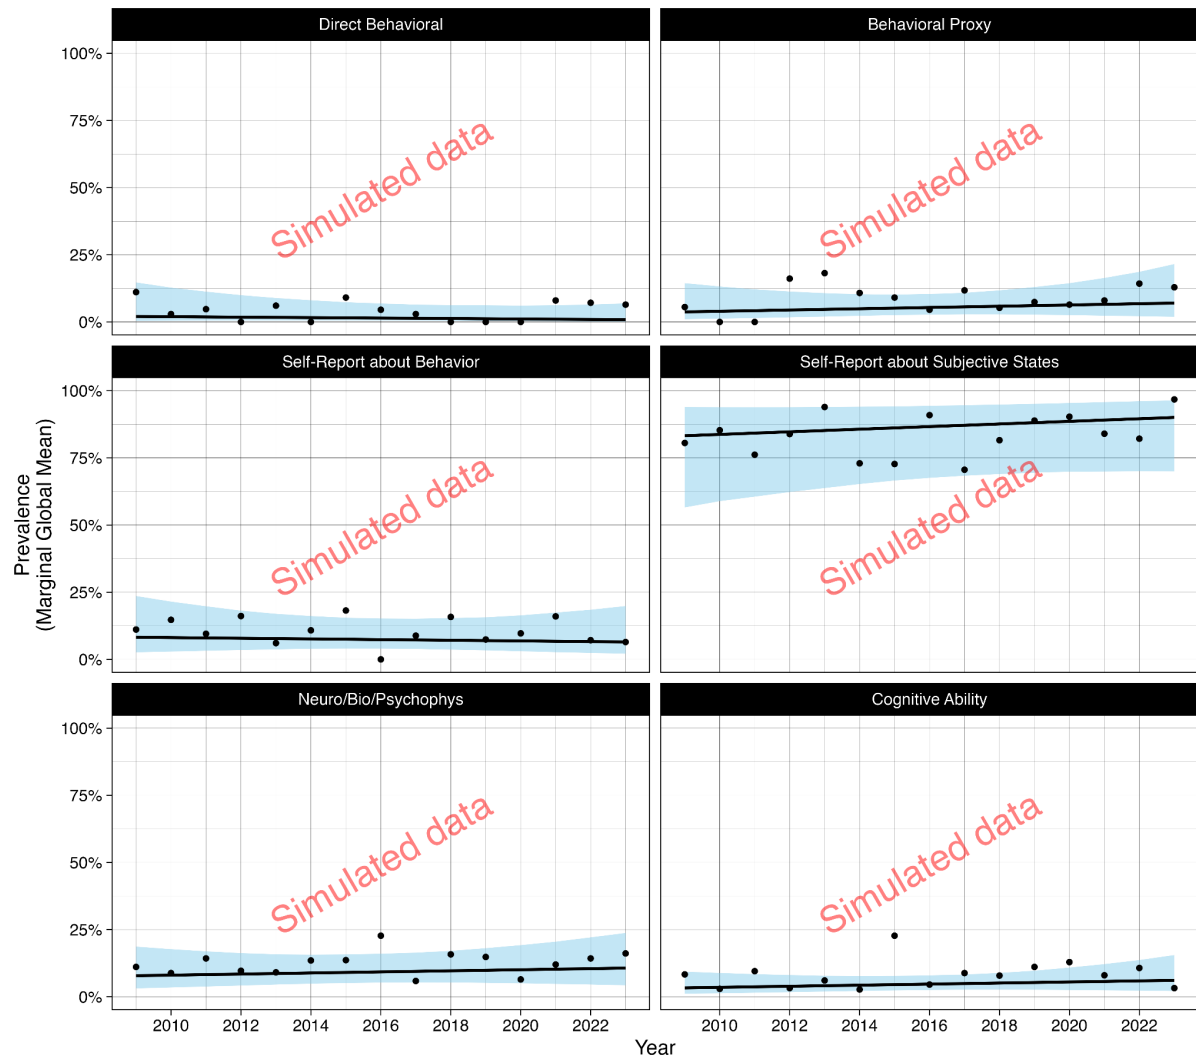 Direct Behavioral
Behavioral Proxy
100%
75%
50%
25%
0%
Simulated data
Simulated data
Self-Report about Behavior
Self-Report about Subjective States
100%
75%
50%
25%
0%
Simulated data
Simulated data
Prevalence
(Marginal Global Mean)
Neuro/Bio/Psychophys
Cognitive Ability
100%
75%
50%
25%
0%
Simulated data
Simulated data
2010 2012 2014 2016 2018 2020 2022
2010 2012 2014 2016 2018 2020 2022
Year